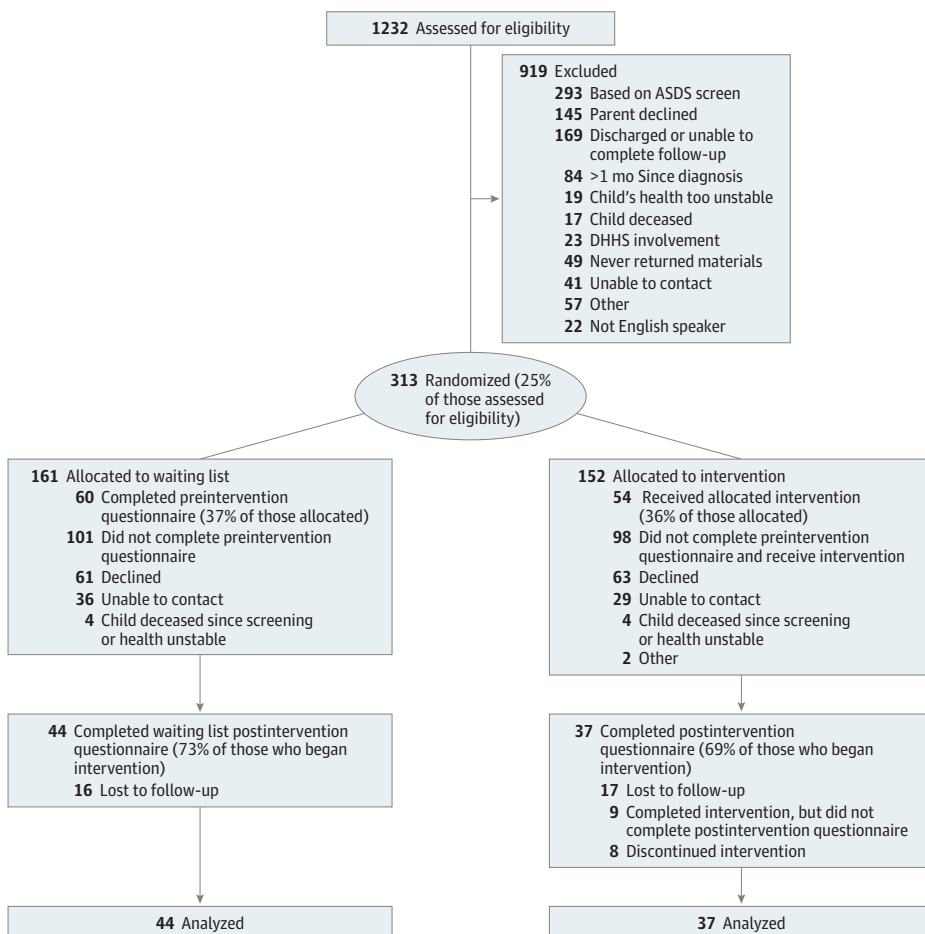 1232 Assessed for eligibility
919 Excluded
293 Based on ASDS screen
145 Parent declined
169 Discharged or unable to
complete follow-up
84 >1 mo Since diagnosis
19 Child's health too unstable
17 Child deceased
23 DHHS involvement
49 Never returned materials
41 Unable to contact
57 Other
22 Not English speaker
313 Randomized (25%
of those assessed
for eligibility)
161 Allocated to waiting list
60 Completed preintervention
questionnaire (37% of those allocated)
101 Did not complete preintervention
questionnaire
61 Declined
36 Unable to contact
4 Child deceased since screening
or health unstable
152 Allocated to intervention
54 Received allocated intervention
(36% of those allocated)
98 Did not complete preintervention
questionnaire and receive intervention
63 Declined
29 Unable to contact
4 Child deceased since screening
or health unstable
2 Other
44 Completed waiting list postintervention
questionnaire (73% of those who began
intervention)
16 Lost to follow-up
37 Completed postintervention
questionnaire (69% of those who began
intervention)
17 Lost to follow-up
9 Completed intervention, but did not
complete postintervention questionnaire
8 Discontinued intervention
44 Analyzed
37 Analyzed